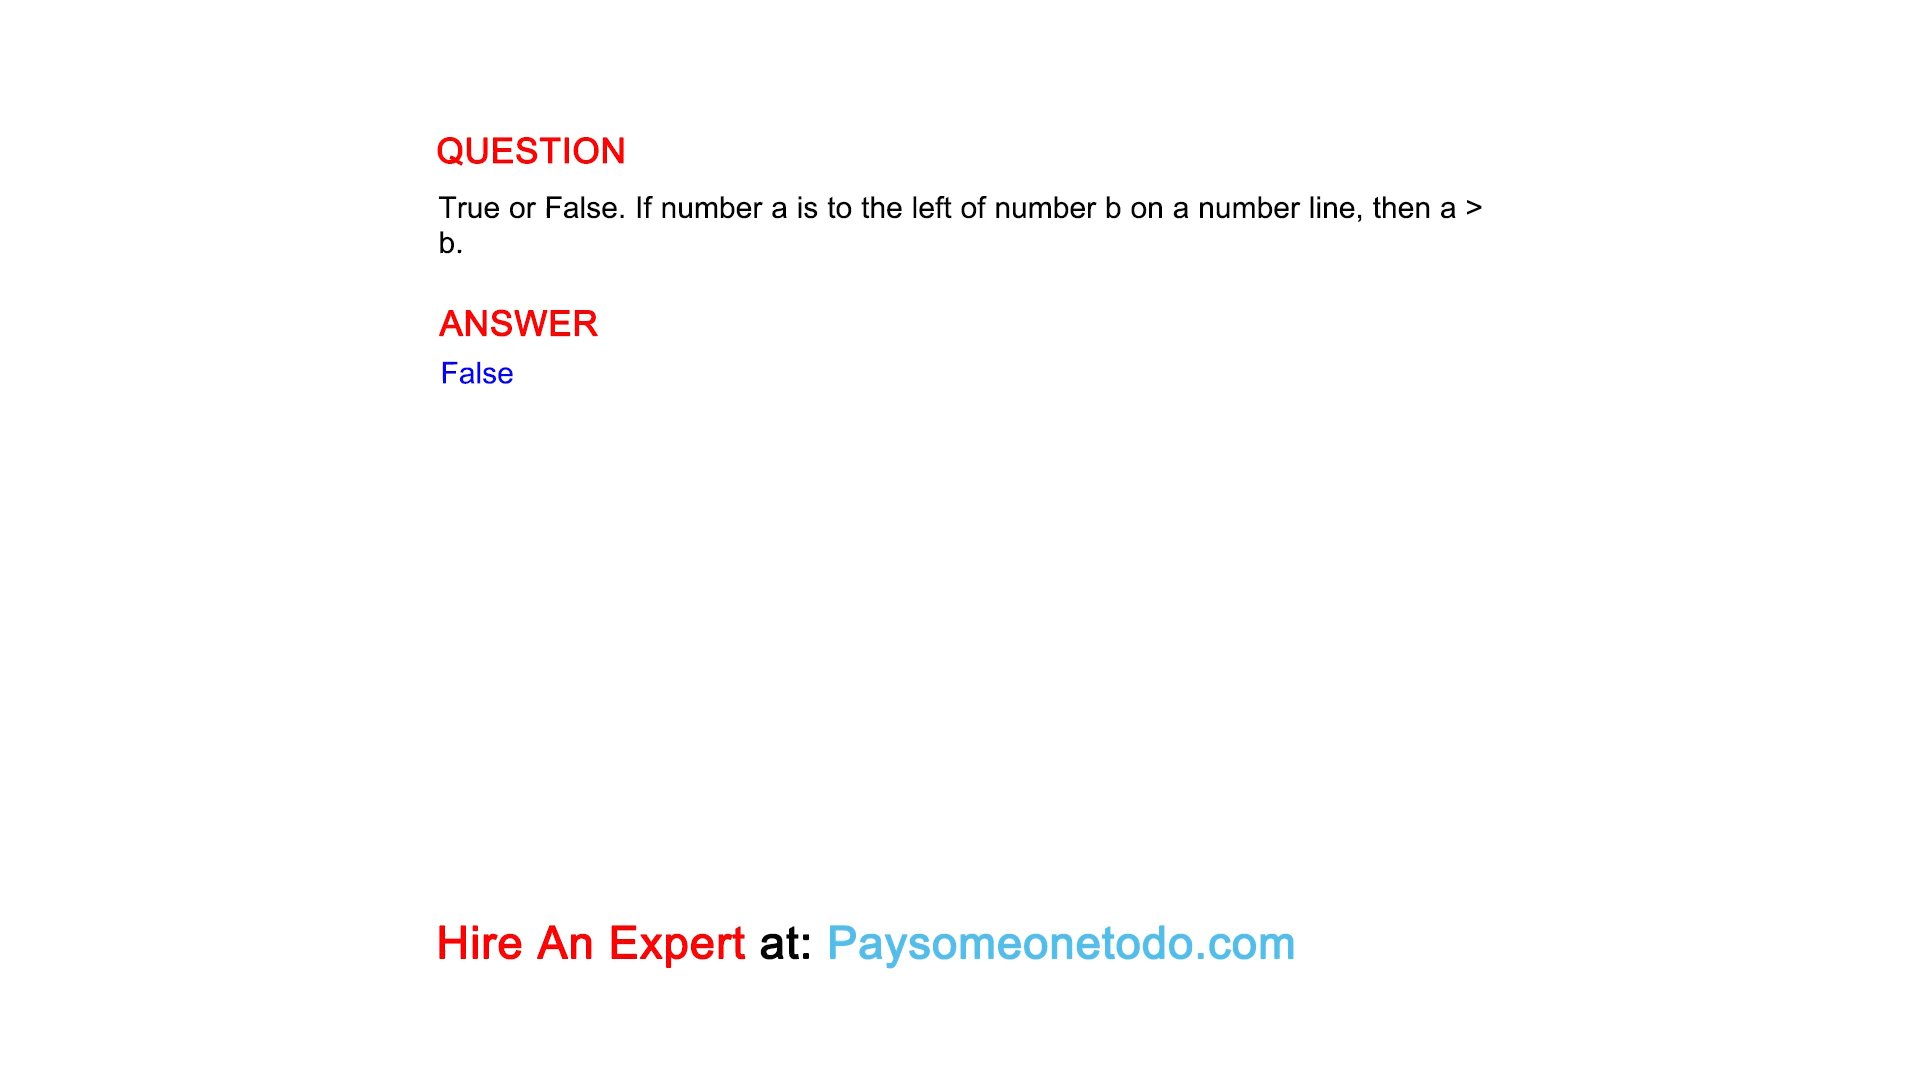 QUESTION
True or False. If number a is to the left of number b on a number line, then a >
b.
ANSWER
False
Hire An Expert at: Paysomeonetodo.com